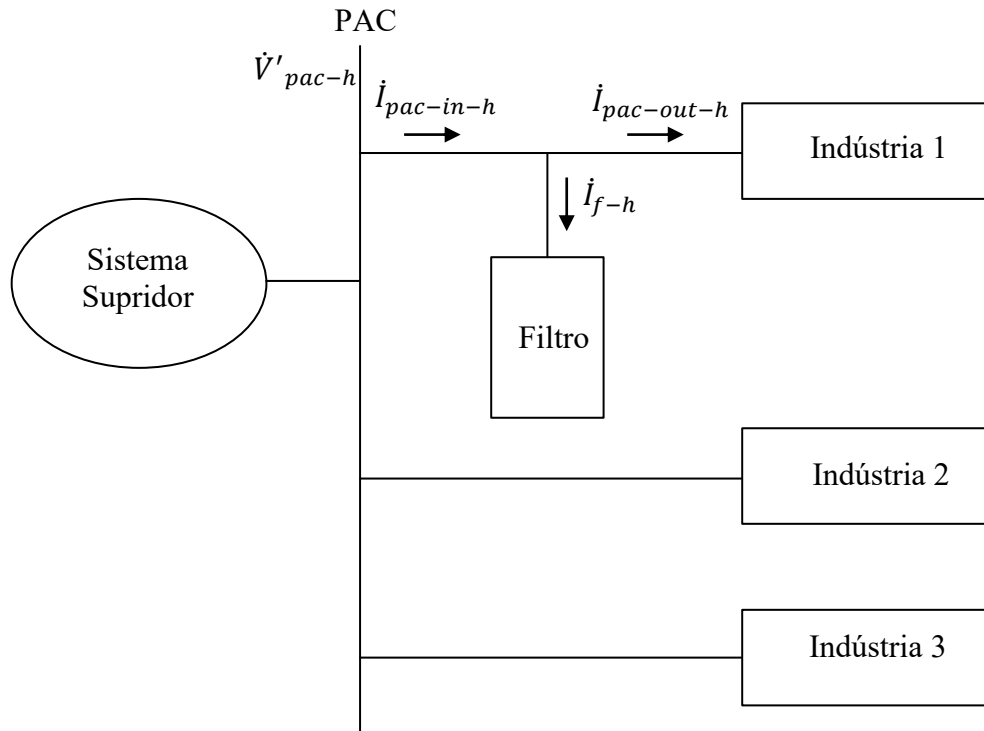 PAC
V̇′pac−h
İpac−in−h
İpac−out−h
Indústria 1
İf−h
Sistema
Supridor
Filtro
Indústria 2
Indústria 3